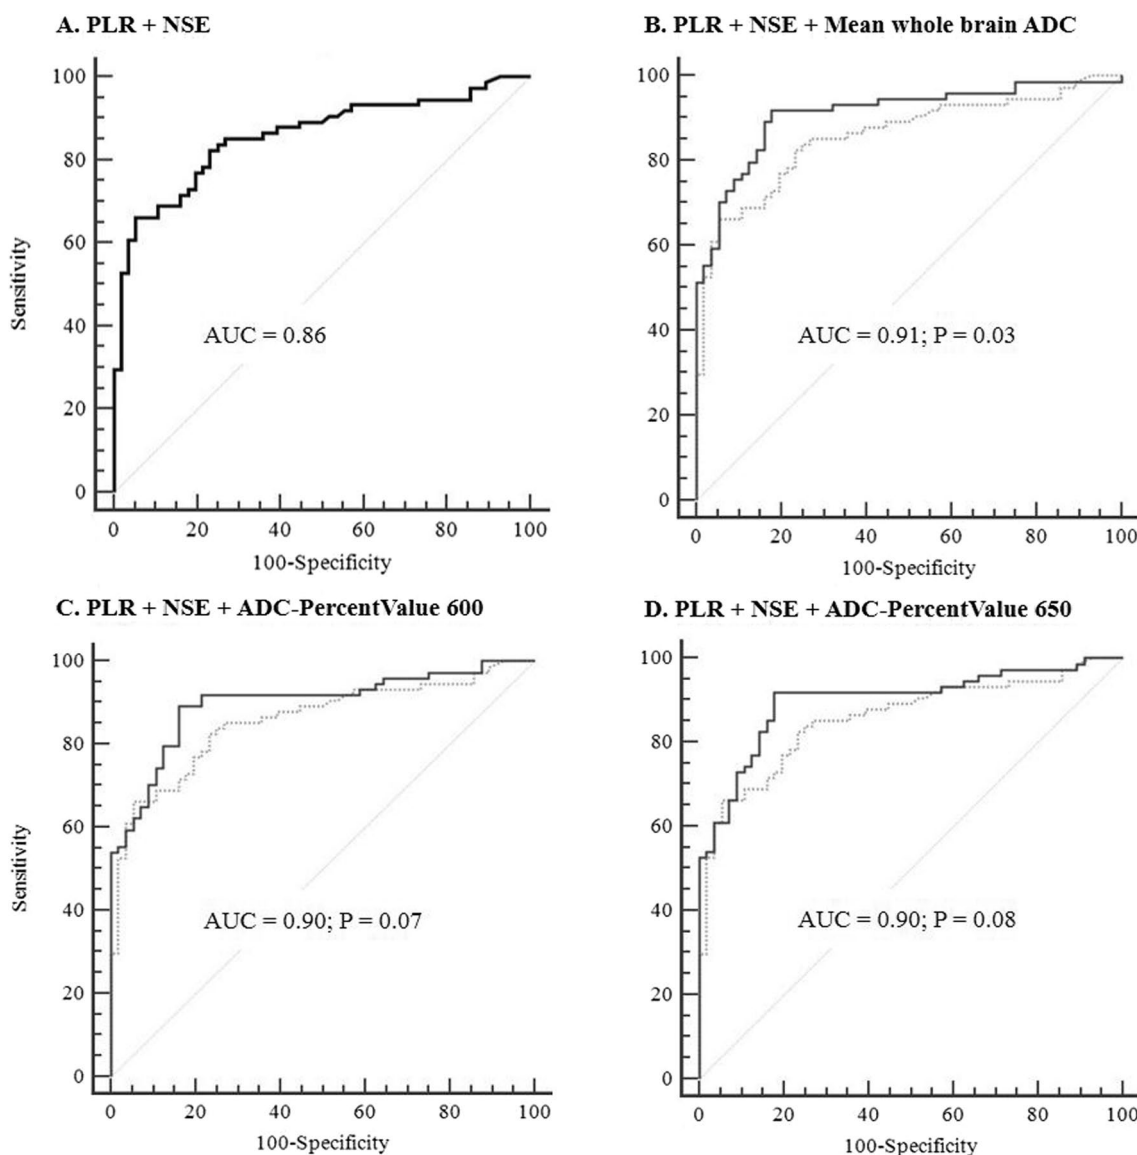 A. PLR + NSE
100
80
60
40
20
0
Sensitivity
AUC = 0.86
0 20 40 60 80 100
100-Specificity
B. PLR + NSE + Mean whole brain ADC
100
80
60
40
20
0
AUC = 0.91; P = 0.03
0 20 40 60 80 100
100-Specificity
C. PLR + NSE + ADC-PercentValue 600
100
80
60
40
20
0
Sensitivity
AUC = 0.90; P = 0.07
0 20 40 60 80 100
100-Specificity
D. PLR + NSE + ADC-PercentValue 650
100
80
60
40
20
0
AUC = 0.90; P = 0.08
0 20 40 60 80 100
100-Specificity